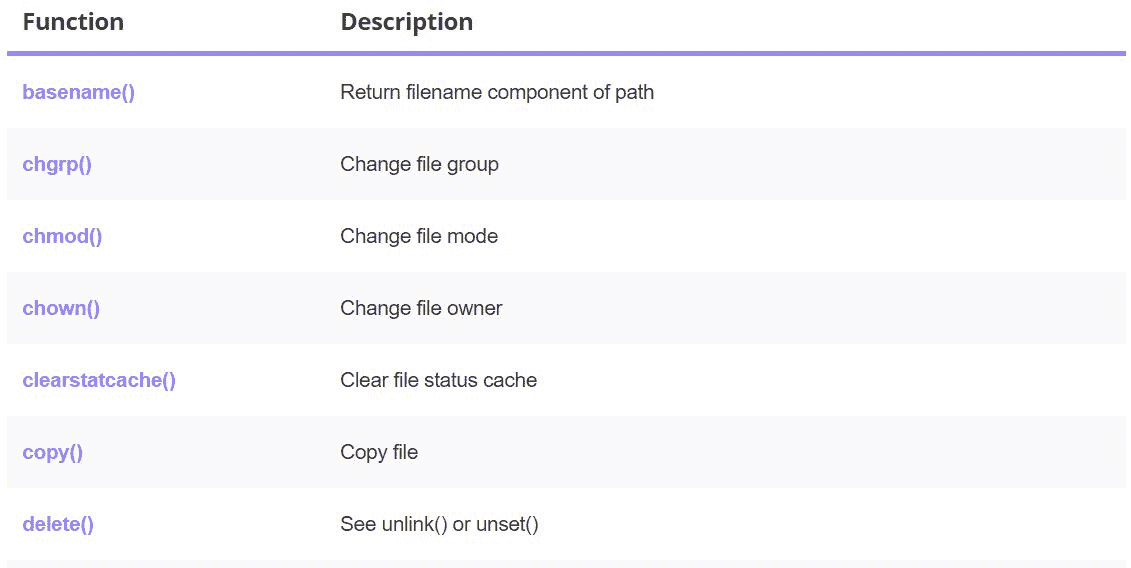 Function Description
basename() Return filename component of path
chgrp() Change file group
chmod() Change file mode
chown() Change file owner
clearstatcache() Clear file status cache
copy() Copy file
delete() See unlink() or unset()